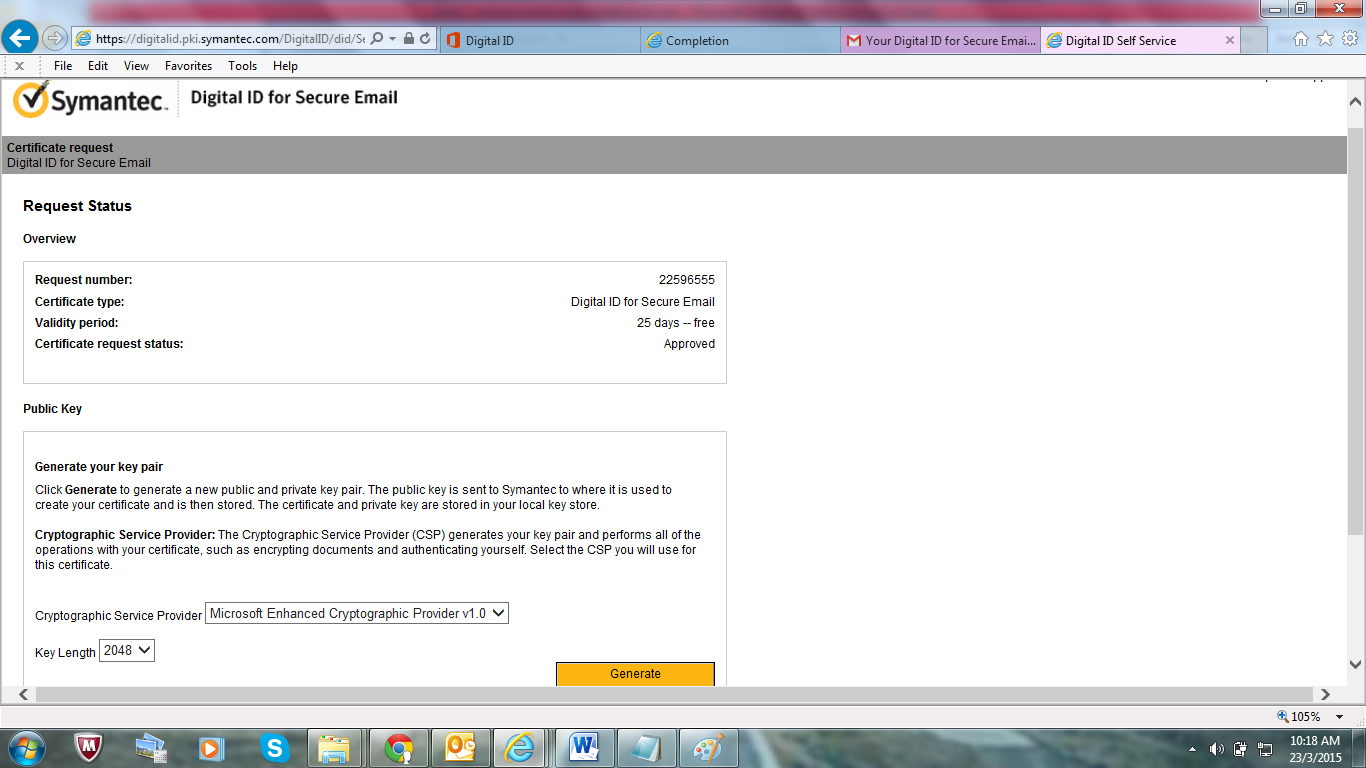 https://digitalid.pki.symantec.com/DigitalID/did/Se
Digital ID
Completion
Your Digital ID for Secure Emai...
Digital ID Self Service
File Edit View Favorites Tools Help
Symantec.
Digital ID for Secure Email
Certificate request
Digital ID for Secure Email
Request Status
Overview
Request number: 22596555
Certificate type: Digital ID for Secure Email
Validity period: 25 days -- free
Certificate request status: Approved
Public Key
Generate your key pair
Click Generate to generate a new public and private key pair. The public key is sent to Symantec to where it is used to
create your certificate and is then stored. The certificate and private key are stored in your local key store.
Cryptographic Service Provider: The Cryptographic Service Provider (CSP) generates your key pair and performs all of the
operations with your certificate, such as encrypting documents and authenticating yourself. Select the CSP you will use for
this certificate.
Cryptographic Service Provider Microsoft Enhanced Cryptographic Provider v1.0
Key Length 2048
Generate
105%
10:18 AM
23/3/2015